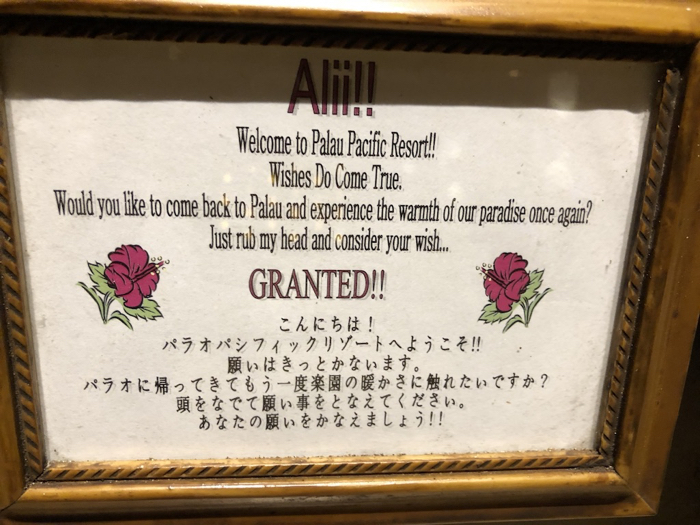 Alii!!
Welcome to Palau Pacific Resort!!
Wishes Do Come True.
Would you like to come back to Palau and experience the warmth of our paradise once again?
Just rub my head and consider your wish...
GRANTED!!
こんにちは！
パラオパシフィックリゾートへようこそ!!
願いはきっとかないます。
パラオに帰ってきてもう一度楽園の暖かさに触れたいですか？
頭をなでて願い事をとなえてください。
あなたの願いをかなえましょう!!